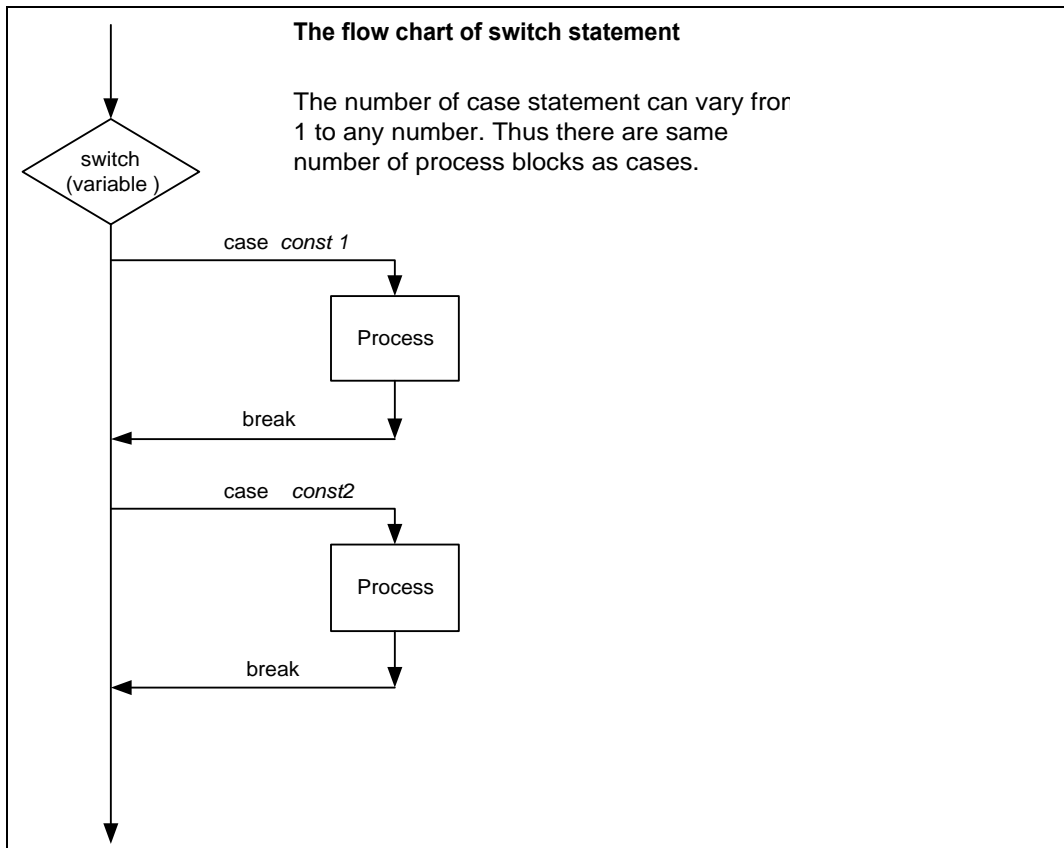 The flow chart of switch statement
The number of case statement can vary from
1 to any number. Thus there are same
number of process blocks as cases.
switch
(variable )
case const 1
Process
break
case const2
Process
break